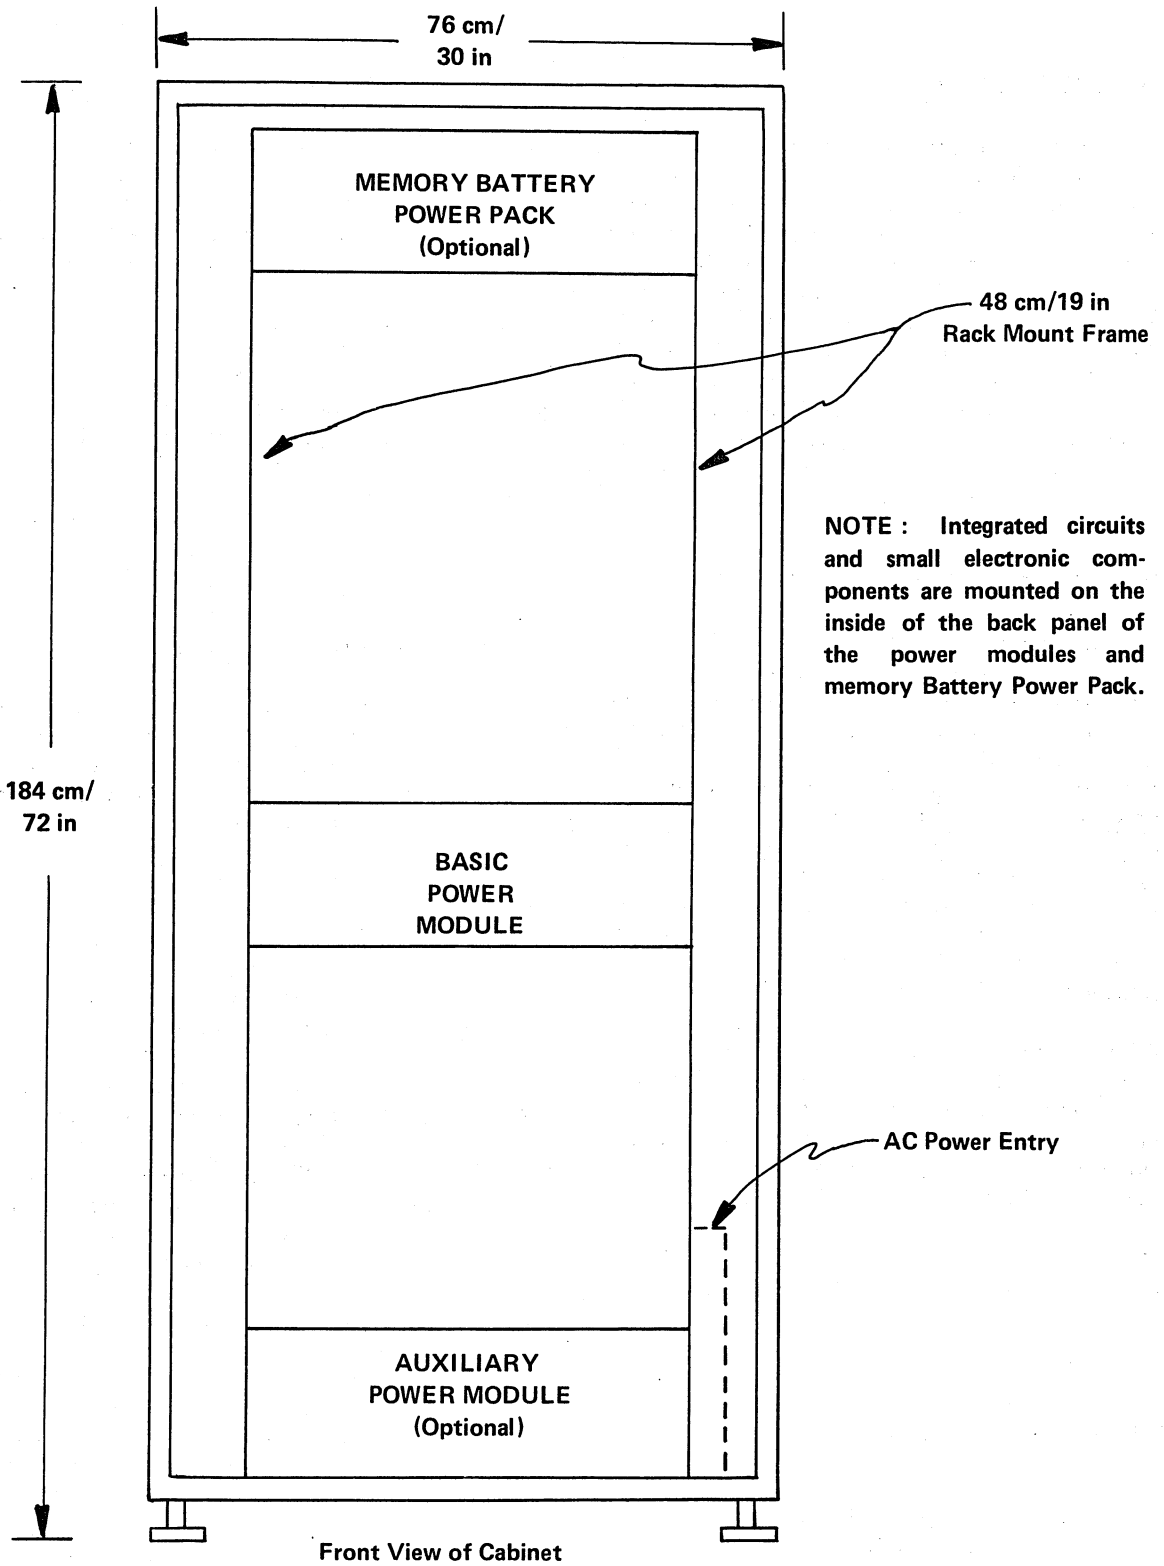 76 cm/
30 in
MEMORY BATTERY
POWER PACK
(Optional)
48 cm/19 in
Rack Mount Frame
NOTE : Integrated circuits
and small electronic com-
ponents are mounted on the
inside of the back panel of
the power modules and
memory Battery Power Pack.
184 cm/
72 in
BASIC
POWER
MODULE
AC Power Entry
AUXILIARY
POWER MODULE
(Optional)
Front View of Cabinet